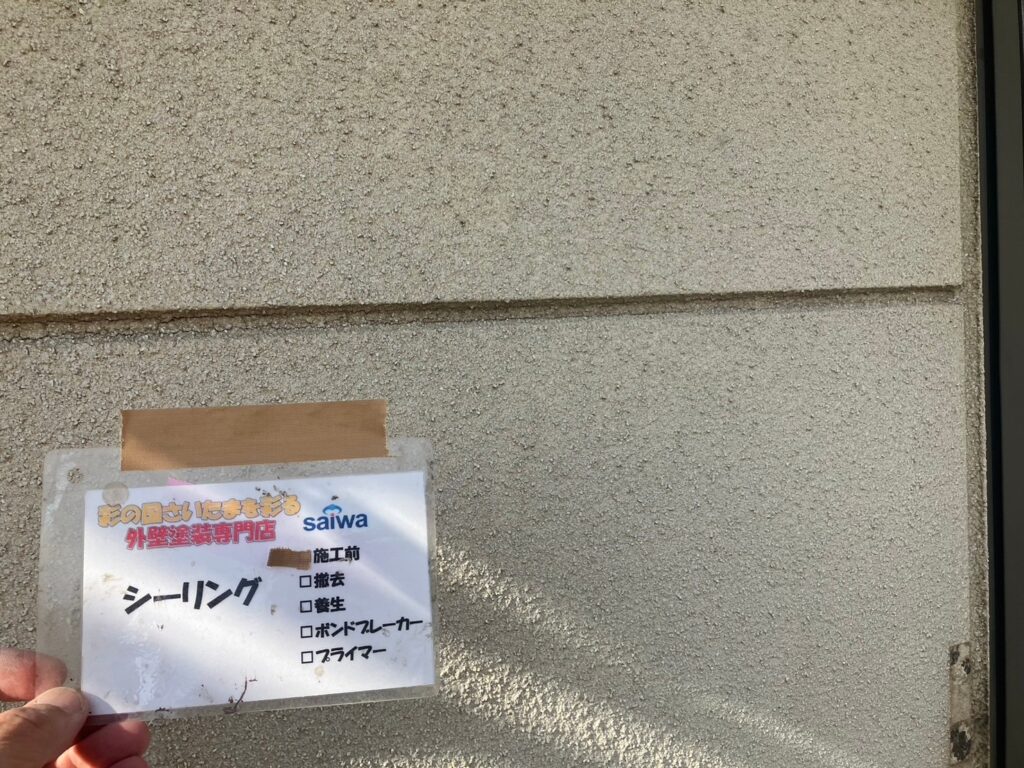 彩の国さいたまを彩る
外壁塗装専門店
saiwa
シーリング
施工前
□撤去
□養生
□ボンドブレーカー
□プライマー